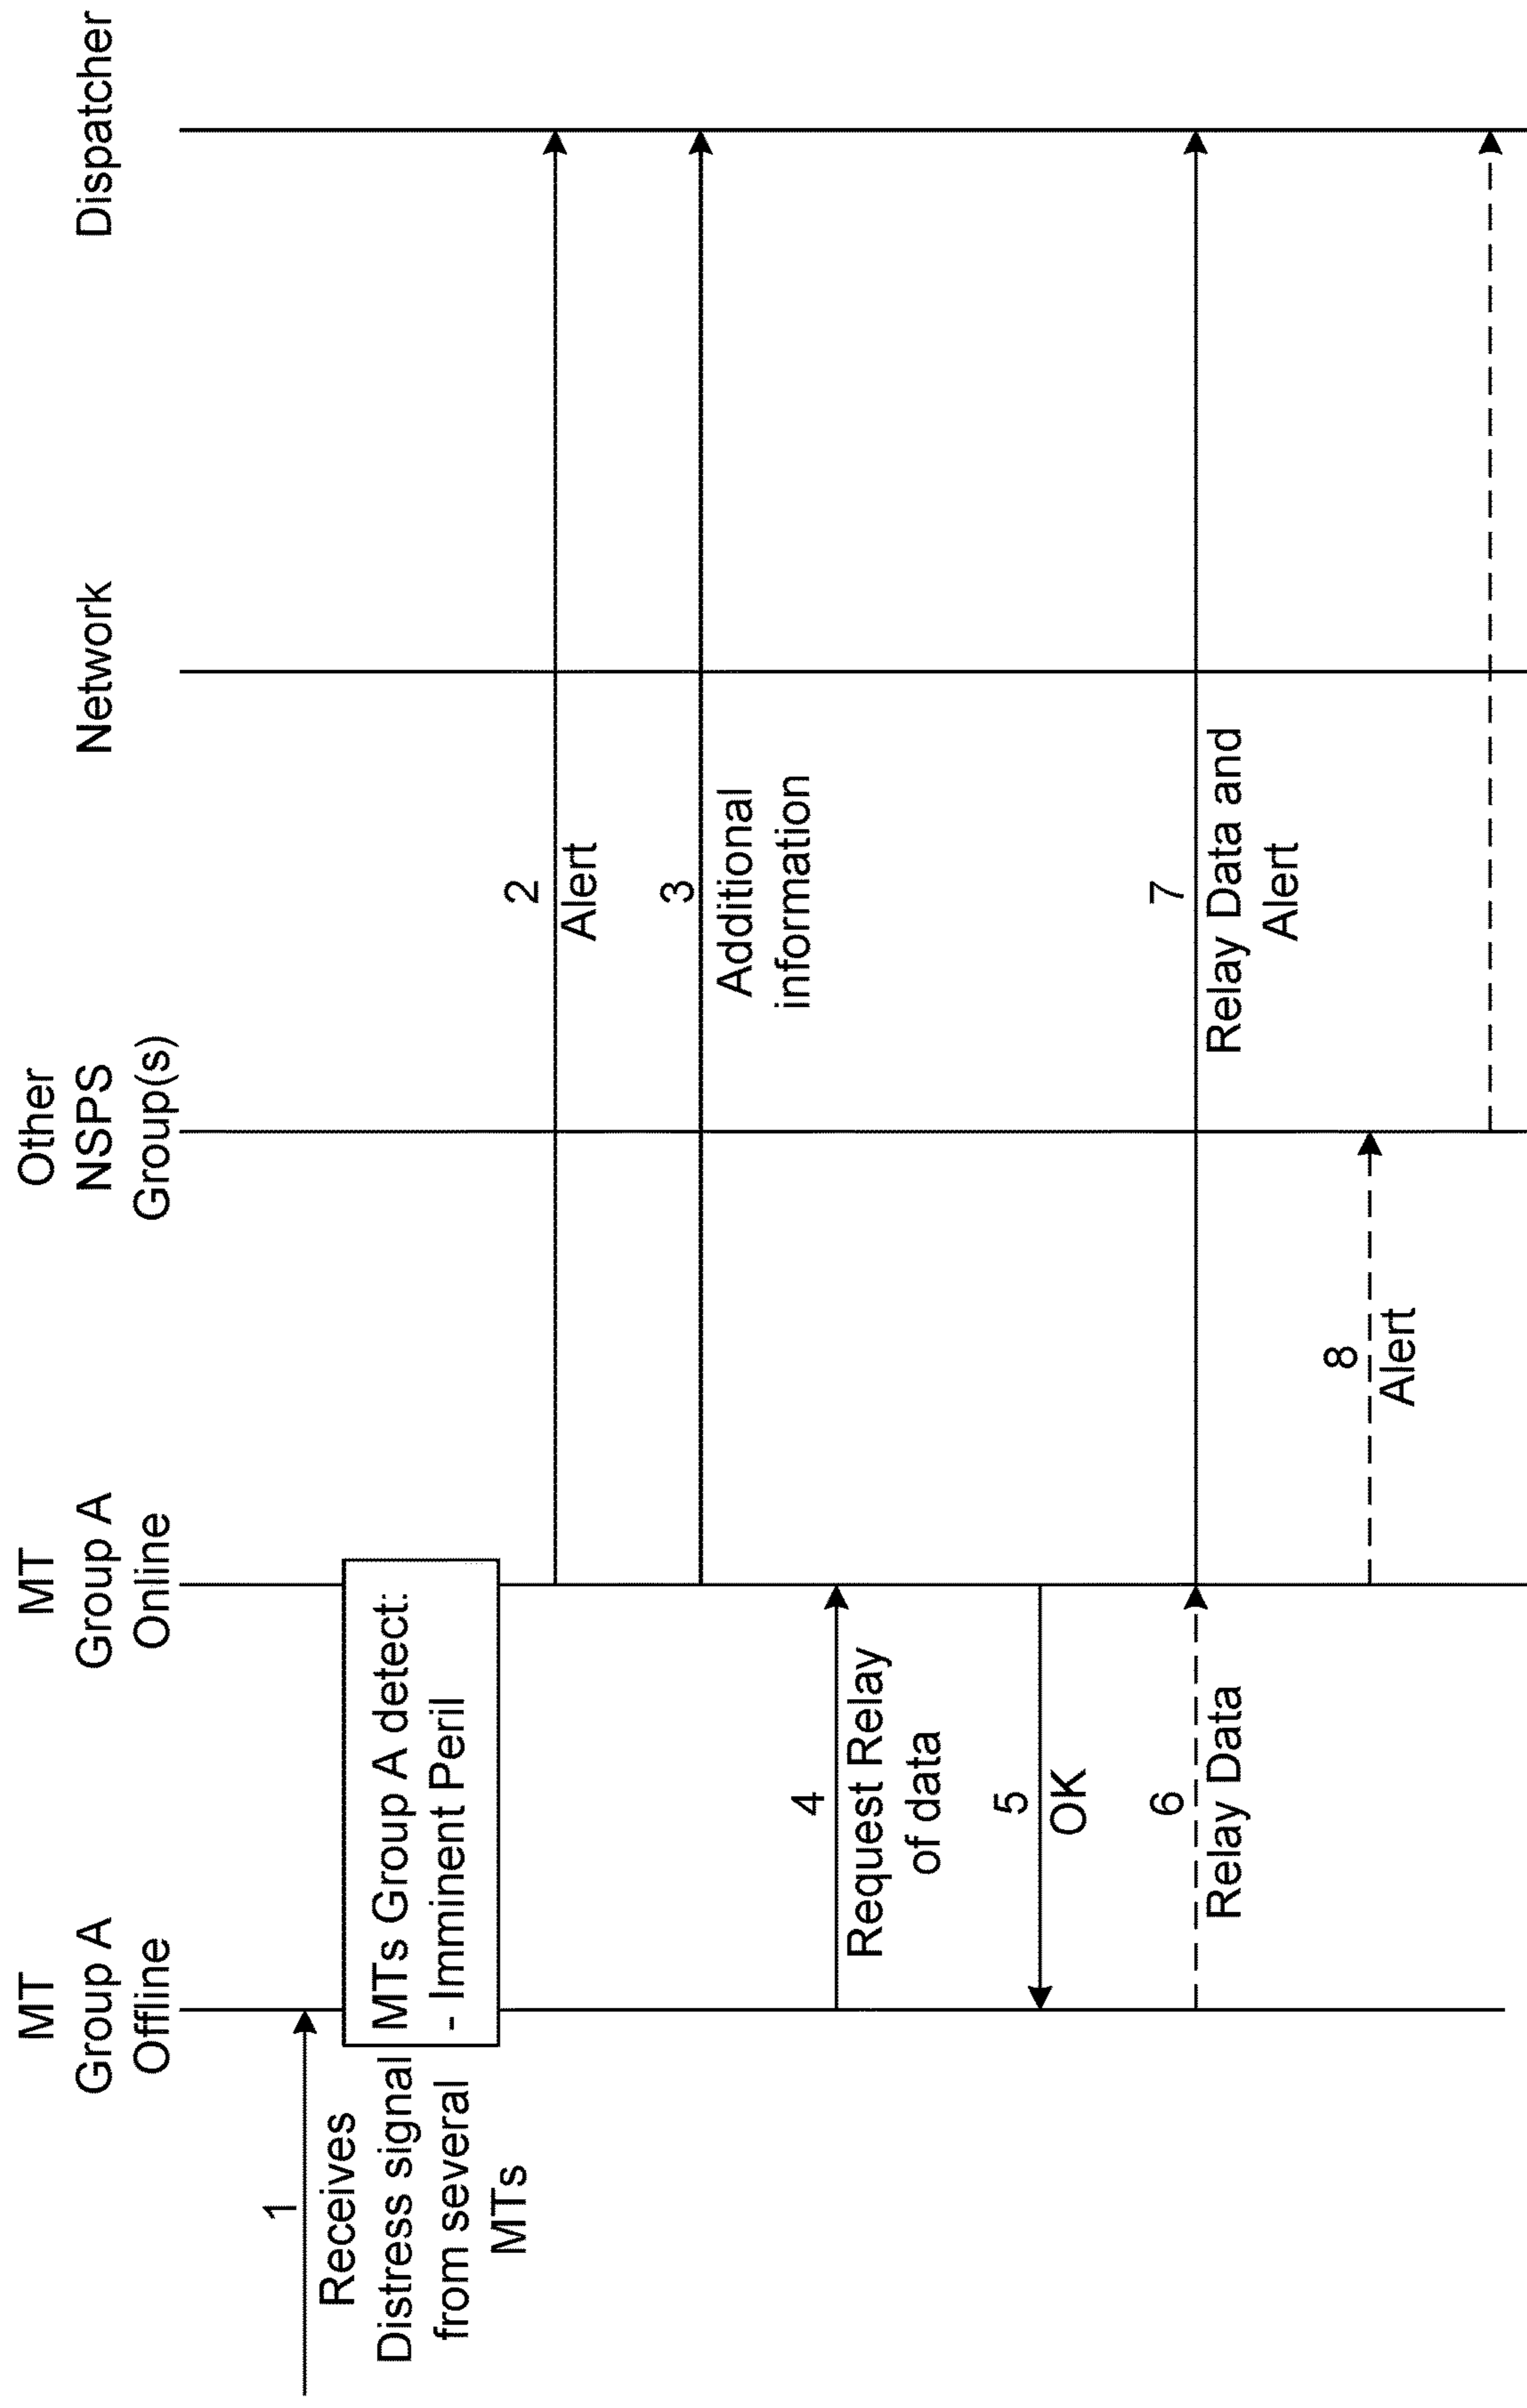 MT
Group A
Offline
MT
Group A
Online
Other
NSPS
Group(s)
Network
Dispatcher
1
Receives
Distress signal
from several
MTs
MTs Group A detect:
- Imminent Peril
2
Alert
3
Additional
information
4
Request Relay
of data
5
OK
6
Relay Data
7
Relay Data and
Alert
8
Alert